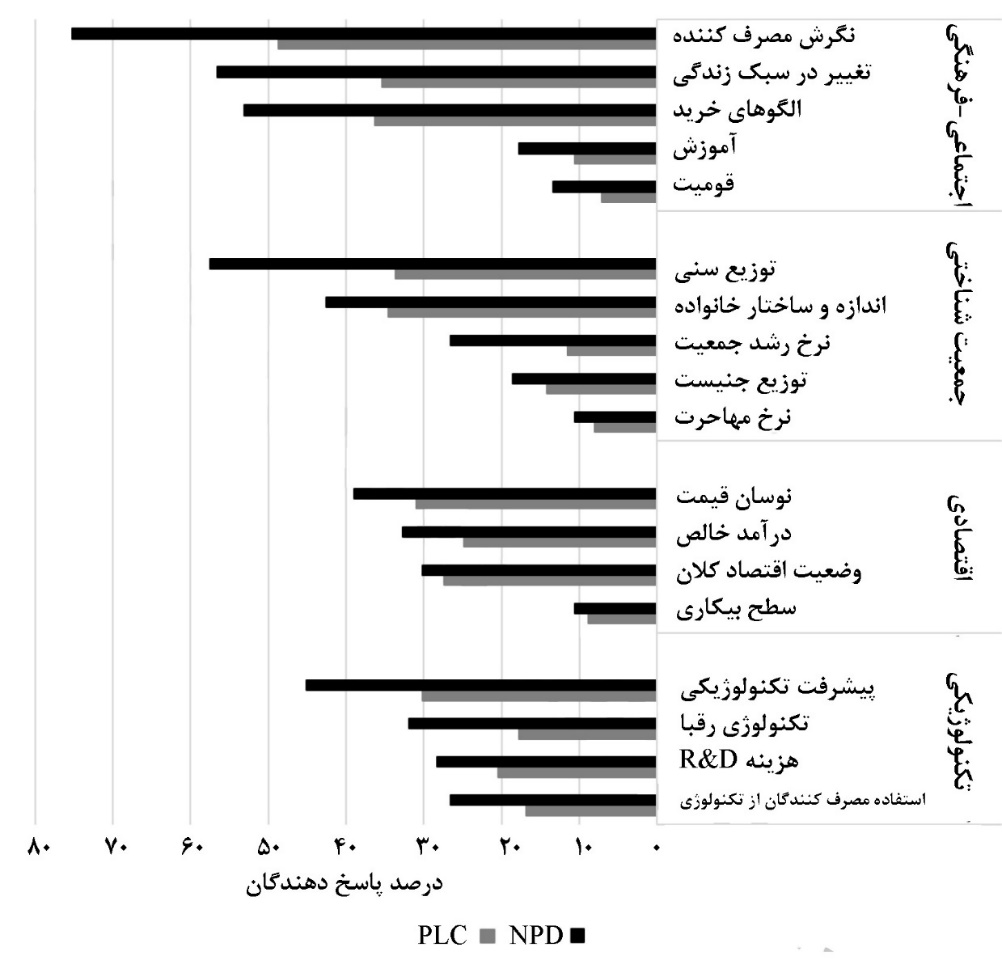 اجتماعی -فرهنگی
نگرش مصرف کننده
تغییر در سبک زندگی
الگوهای خرید
آموزش
قومیت
جمعیت شناختی
توزیع سنی
اندازه و ساختار خانواده
نرخ رشد جمعیت
توزیع جنیست
نرخ مهاحرت
اقتصادی
نوسان قیمت
درآمد خالص
وضعیت اقتصاد کلان
سطح بیکاری
تکنولوژیکی
پیشرفت تکنولوژیکی
تکنولوژی رقبا
هزینه R&D
استفاده مصرف کنندگان از تکنولوژی
۸۰ ۷۰ ۶۰ ۵۰ ۴۰ ۳۰ ۲۰ ۱۰ ۰
درصد پاسخ دهندگان
PLC NPD